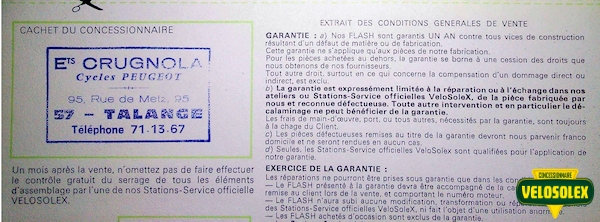 CACHET DU CONCESSIONNAIRE
Ets CRUGNOLA
Cycles PEUGEOT
95, Rue de Metz, 95
57 - TALANGE
Téléphone 71-13-67
Un mois après la vente, n'omettez pas de faire effectuer
le contrôle gratuit du serrage de tous les éléments
d'assemblage par l'une de nos Stations-Service officielle
VELOSOLEX.
EXTRAIT DES CONDITIONS GENERALES DE VENTE
GARANTIE : a) Nos FLASH sont garantis UN AN contre tous vices de construction
résultant d'un défaut de matière ou de fabrication.
Cette garantie ne s'applique qu'aux pièces de notre fabrication.
Pour les pièces achetées au dehors, la garantie se borne à une cession des droits que
nous obtenons de nos fournisseurs.
Tout autre droit, surtout en ce qui concerne la compensation d'un dommage direct ou
indirect, est exclu.
b) La garantie est expressément limitée à la réparation ou à l'échange dans nos
ateliers ou Stations-Service officielles VéloSoleX, de la pièce fabriquée par
nous et reconnue défectueuse. Toute autre intervention et en particulier le dé-
calaminage ne peut bénéficier de la garantie.
Les frais de main-d'œuvre, port, ou tous autres, nécessités par la garantie, sont toujours
à la chage du Client.
c) Les pièces défectueuses remises au titre de la garantie devront nous parvenir franco
domicile et ne seront rendues en aucun cas.
d) Seules, les Stations-Service officielles VéloSoleX sont qualifiées pour l'application
de notre garantie.
EXERCICE DE LA GARANTIE :
Les réparations ne pourront être prises sous garantie que dans les con
— Le FLASH présenté à garantie devra être accompagné de la ca
remise au client lors de la vente, et comportant le numéro moteur.
— Le FLASH n'aura subi aucune modification, transformation ou répara
des Stations-Service officielles VéloSoleX, ni fait l'objet d'une utilisation anor
— Les FLASH achetés d'occasion sont exclus de la garantie.
CONCESSIONNAIRE
VELOSOLEX